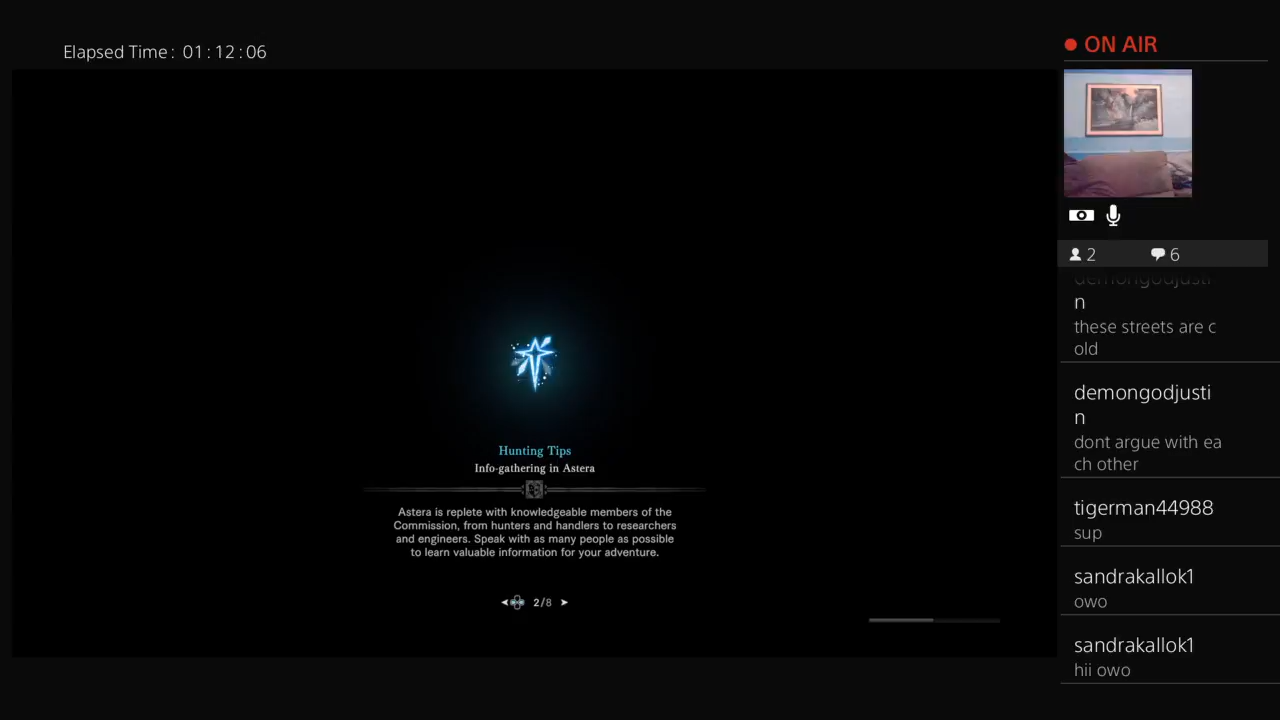 Elapsed Time: 01:12:06
ON AIR
2
6
demongodjusti
n
these streets are c
old
demongodjusti
n
dont argue with ea
ch other
tigerman44988
sup
sandrakallok1
owo
sandrakallok1
hii owo
Hunting Tips
Info-gathering in Astera
Astera is replete with knowledgeable members of the
Commission, from hunters and handlers to researchers
and engineers. Speak with as many people as possible
to learn valuable information for your adventure.
2/8